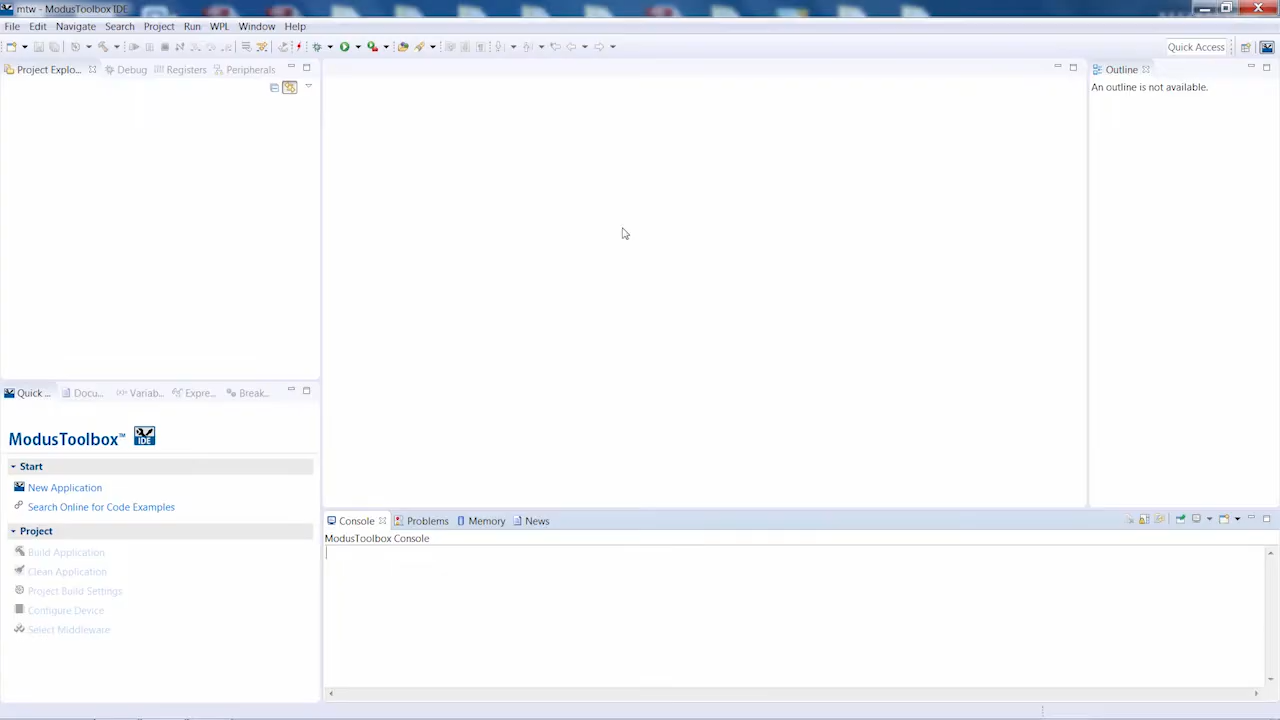 mtw - ModusToolbox IDE
File Edit Navigate Search Project Run WPL Window Help
Quick Access
Project Explo... Debug Registers Peripherals
Outline
An outline is not available.
Quick ... Docu... Variab... Expre... Break...
ModusToolbox™ IDE
Start
New Application
Search Online for Code Examples
Project
Build Application
Clean Application
Project Build Settings
Configure Device
Select Middleware
Console Problems Memory News
ModusToolbox Console